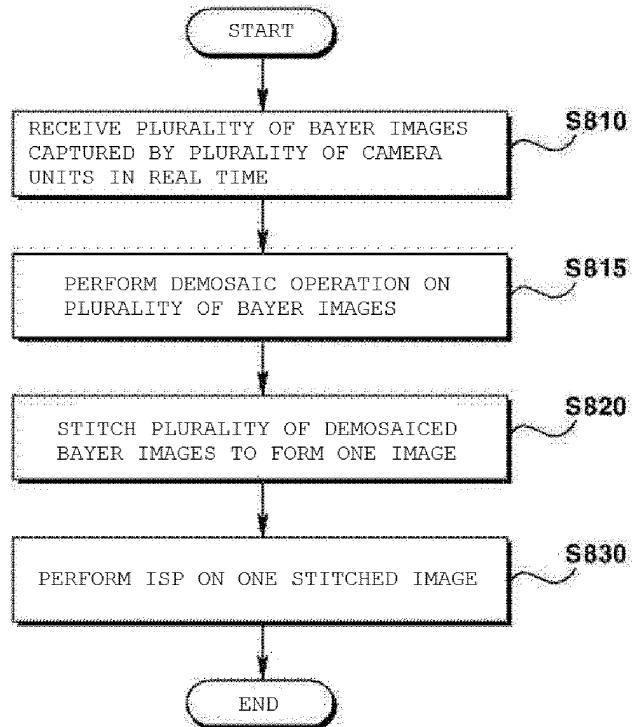 START
RECEIVE PLURALITY OF BAYER IMAGES
CAPTURED BY PLURALITY OF CAMERA
UNITS IN REAL TIME
S810
PERFORM DEMOSAIC OPERATION ON
PLURALITY OF BAYER IMAGES
S815
STITCH PLURALITY OF DEMOSAICED
BAYER IMAGES TO FORM ONE IMAGE
S820
PERFORM ISP ON ONE STITCHED IMAGE
S830
END